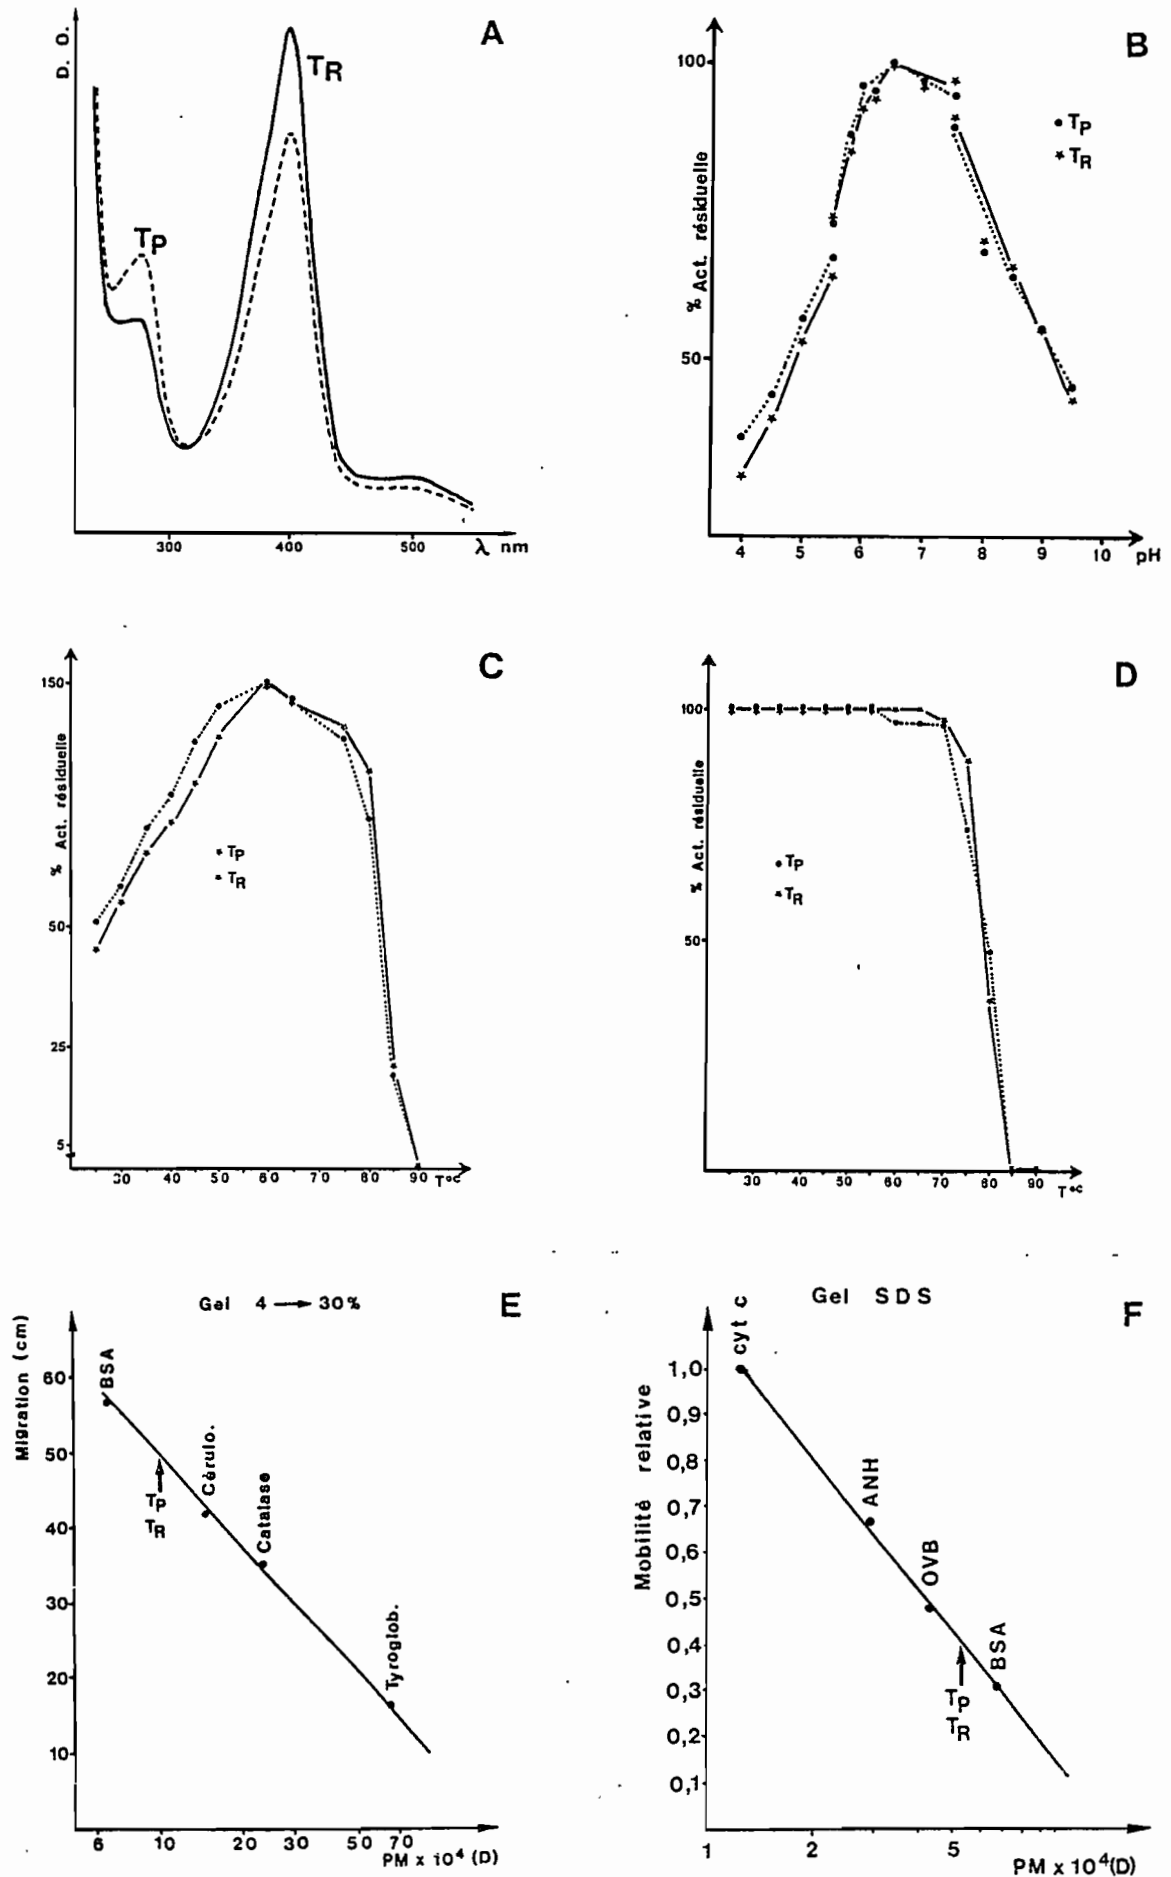 A
D. O.
TR
TP
300 400 500 λ nm
B
% Act. résiduelle
100
50
TP
TR
4 5 6 7 8 9 10 pH
C
% Act. résiduelle
150
50
25
5
TP
TR
30 40 50 60 70 80 90 T°C
D
% Act. résiduelle
100
50
TP
TR
30 40 50 60 70 80 90 T°C
E
Gel 4 → 30%
Migration (cm)
60
50
40
30
20
10
BSA
Cérulo.
Catalase
Tyroglob.
TP
TR
6 10 20 30 50 70
PM x 10⁴ (D)
F
Gel SDS
Mobilité relative
1,0
0,9
0,8
0,7
0,6
0,5
0,4
0,3
0,2
0,1
cyt c
ANH
OVB
BSA
TP
TR
1 2 5
PM x 10⁴(D)